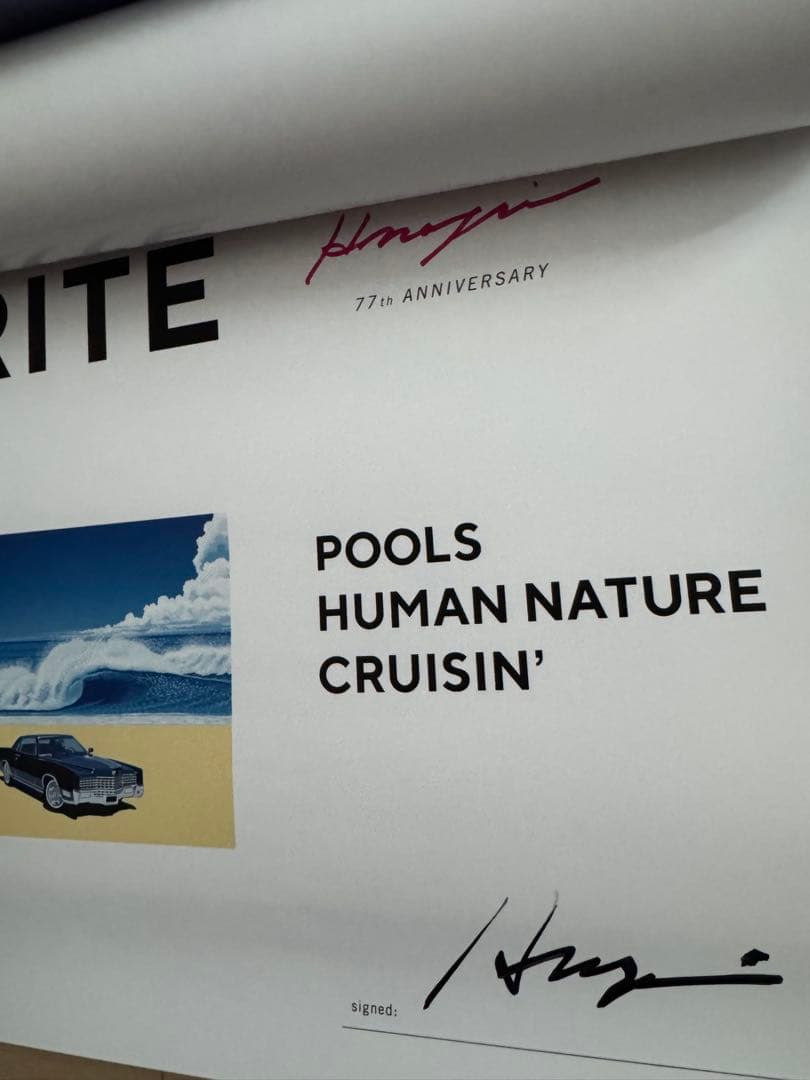 RITE
77th ANNIVERSARY
POOLS
HUMAN NATURE
CRUISIN’
signed: